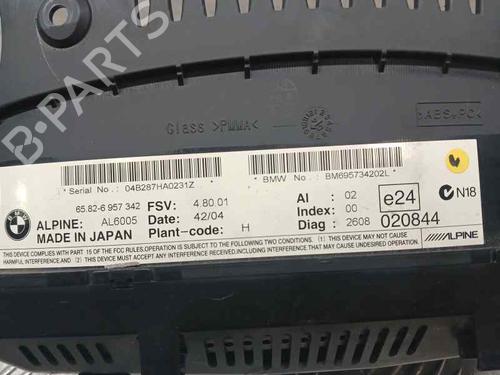 Glass >PMMA<
>ABS+PC<
* Serial No.: 04B287HA0231Z *
* BMW No.: BM695734202L *
65.82-6 957 342 FSV: 4.80.01 AI : 02 e24 N18
ALPINE: AL6005 Date: 42/04 Index: 00
MADE IN JAPAN Plant-code: H Diag : 2608 020844 ALPINE
THIS DEVICE COMPLIES WITH PART 15 OF THE FCC RULES.OPERATION IS SUBJECT TO THE FOLLOWING TWO CONDITIONS: (1) THIS DEVICE MAY NOT CAUSE
HARMFUL INTERFERENCE,AND (2) THIS DEVICE MUST ACCEPT ANY INTERFERENCE RECEIVED, INCLUDING INTERFERENCE THAT MAY CAUSE UNDESIRED OPERATION.